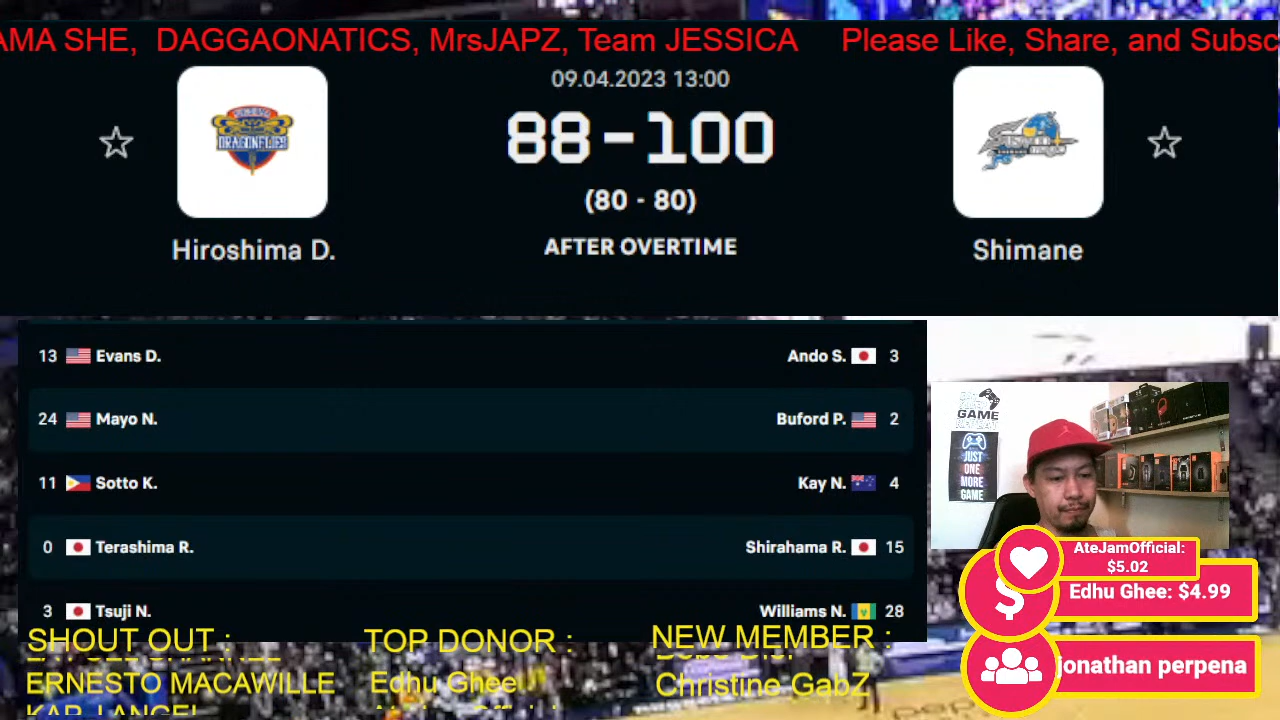 AMA SHE,  DAGGAONATICS, MrsJAPZ, Team JESSICA     Please Like, Share, and Subsc
09.04.2023 13:00
DRAGONFLIES
88 - 100
(80 - 80)
AFTER OVERTIME
Hiroshima D.
Shimane
13 Evans D.
Ando S. 3
24 Mayo N.
Buford P. 2
11 Sotto K.
Kay N. 4
0 Terashima R.
Shirahama R. 15
3 Tsuji N.
Williams N. 28
GAME
JUST
ONE
MORE
GAME
AteJamOfficial:
$5.02
$
Edhu Ghee: $4.99
jonathan perpena
SHOUT OUT :
ERNESTO MACAWILLE
TOP DONOR :
Edhu Ghee
NEW MEMBER :
Christine GabZ